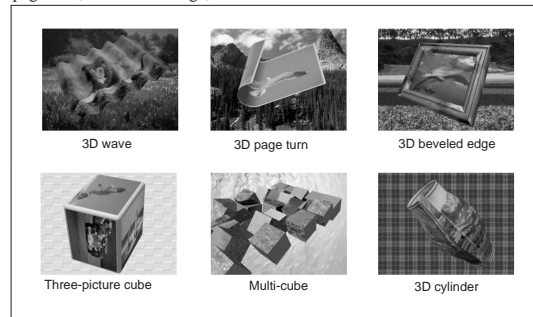 3D wave
3D page turn
3D beveled edge
Three-picture cube
Multi-cube
3D cylinder